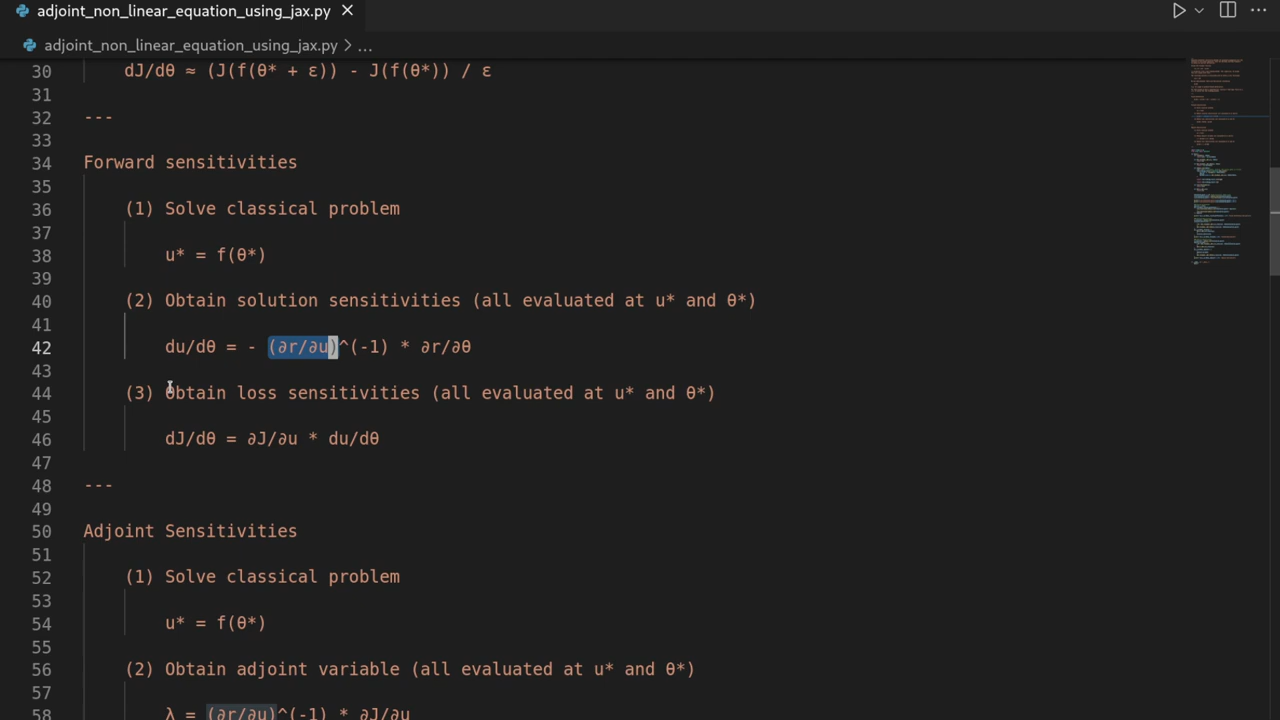 adjoint_non_linear_equation_using_jax.py
adjoint_non_linear_equation_using_jax.py > ...
30 dJ/dθ ≈ (J(f(θ* + ε)) - J(f(θ*)) / ε
31
32 ---
33
34 Forward sensitivities
35
36 (1) Solve classical problem
37
38 u* = f(θ*)
39
40 (2) Obtain solution sensitivities (all evaluated at u* and θ*)
41
42 du/dθ = - (∂r/∂u)^(-1) * ∂r/∂θ
43
44 (3) Obtain loss sensitivities (all evaluated at u* and θ*)
45
46 dJ/dθ = ∂J/∂u * du/dθ
47
48 ---
49
50 Adjoint Sensitivities
51
52 (1) Solve classical problem
53
54 u* = f(θ*)
55
56 (2) Obtain adjoint variable (all evaluated at u* and θ*)
57
58 λ = (∂r/∂u)^(-1) * ∂J/∂u